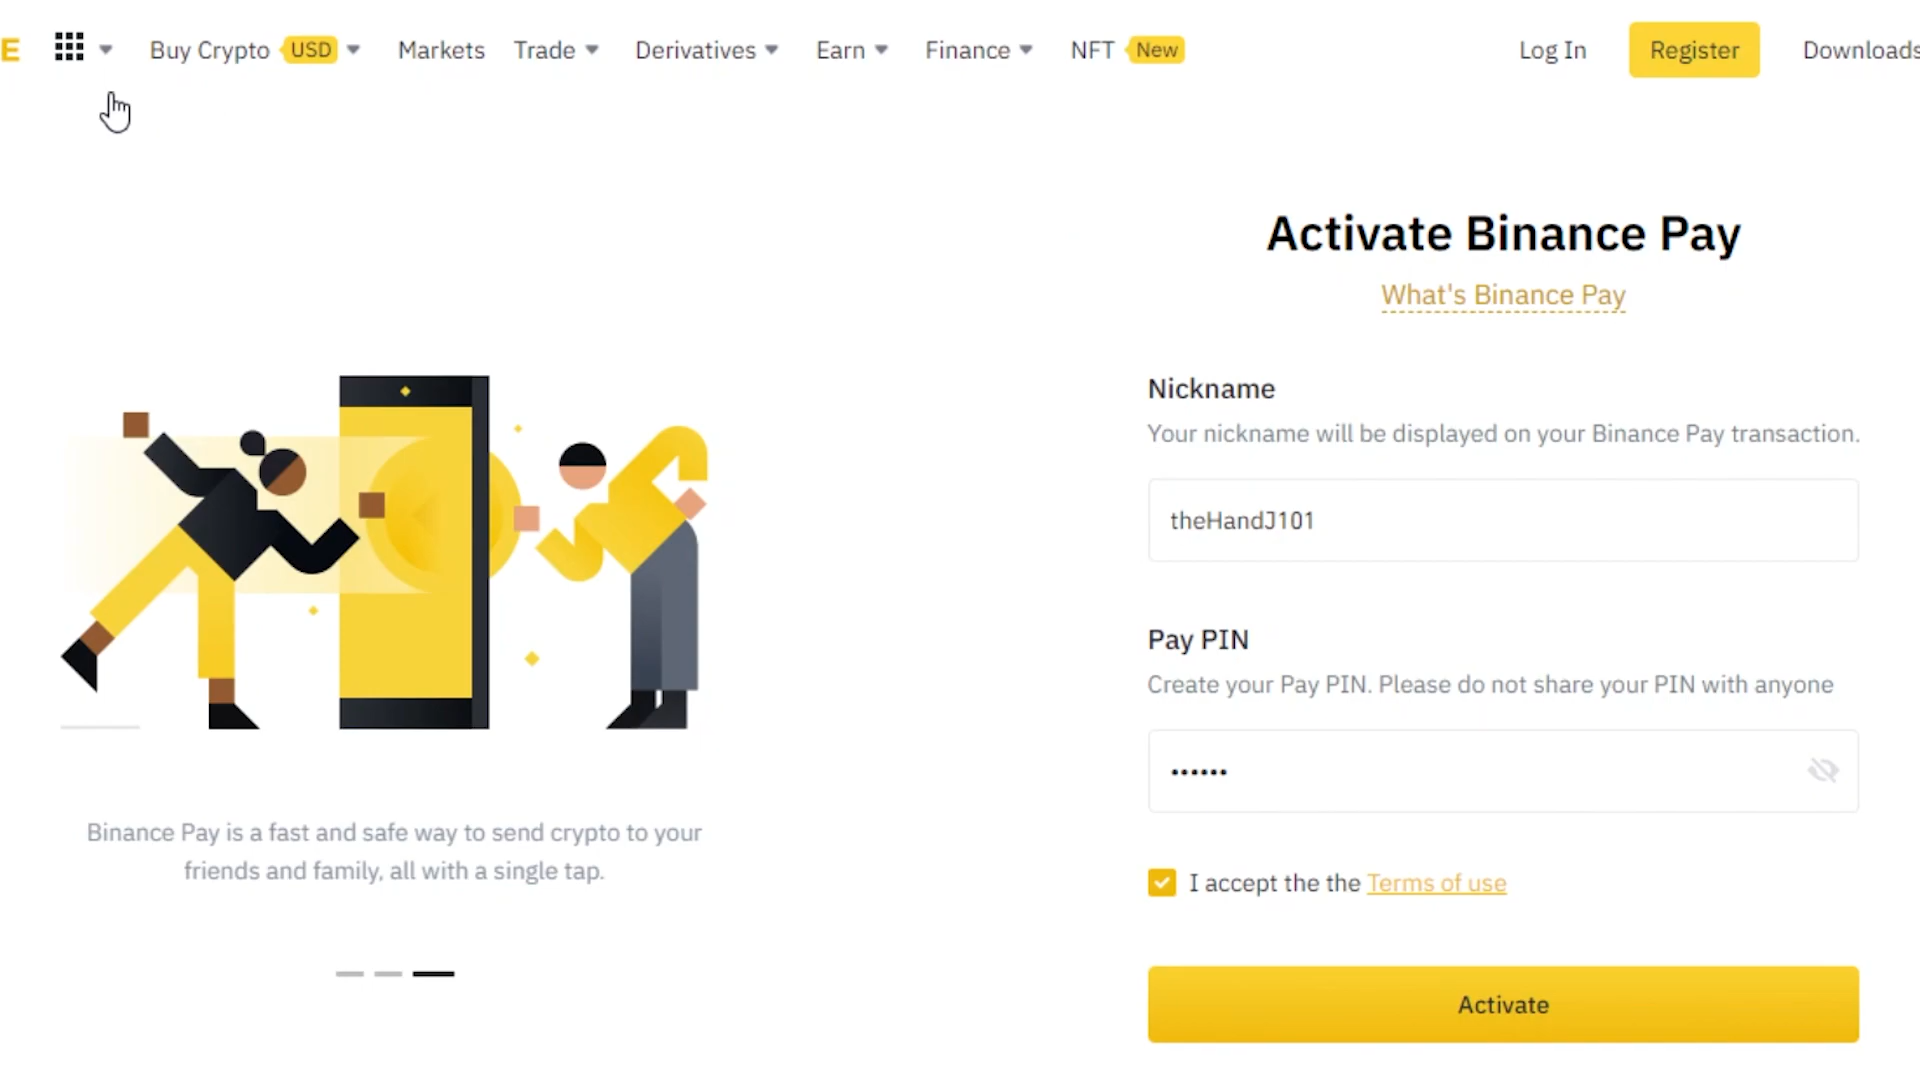 E
Buy Crypto USD
Markets
Trade
Derivatives
Earn
Finance
NFT New
Log In
Register
Downloads
Activate Binance Pay
What's Binance Pay
Nickname
Your nickname will be displayed on your Binance Pay transaction.
theHandJ101
Pay PIN
Create your Pay PIN. Please do not share your PIN with anyone
••••••
I accept the the Terms of use
Activate
Binance Pay is a fast and safe way to send crypto to your
friends and family, all with a single tap.